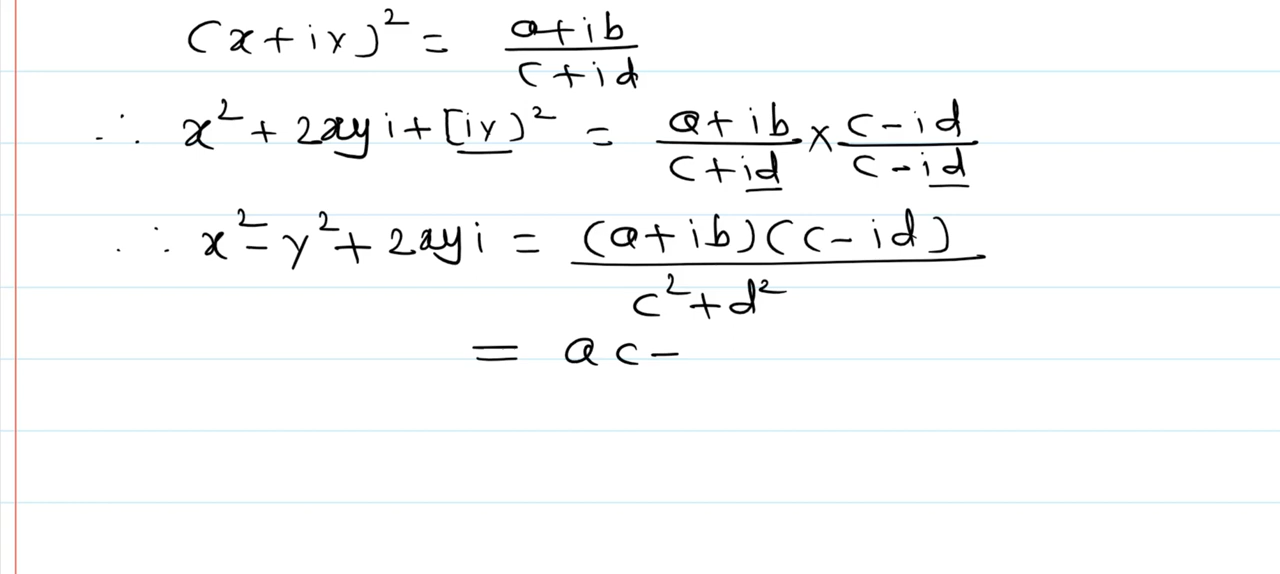 (x+ix)² = a+ib / c+id
∴ x² + 2xyi + [iy)² = a+ib / c+id × c-id / c-id
∴ x² - y² + 2xyi = (a+ib)(c-id) / c²+d²
= ac-